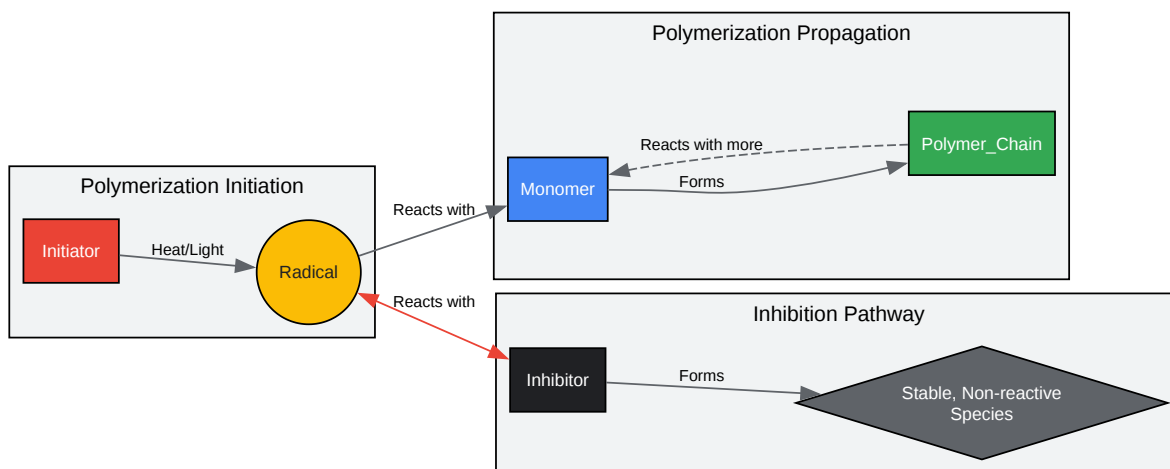 Polymerization Initiation
Initiator
Heat/Light
Radical
Reacts with
Reacts with
Polymerization Propagation
Monomer
Reacts with more
Forms
Polymer_Chain
Inhibition Pathway
Inhibitor
Forms
Stable, Non-reactive
Species